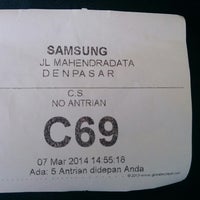 SAMSUNG
JL MAHENDRADATA
DENPASAR
C.S
NO ANTRIAN
C69
07 Mar 2014 14:55:16
Ada: 5 Antrian didepan Anda